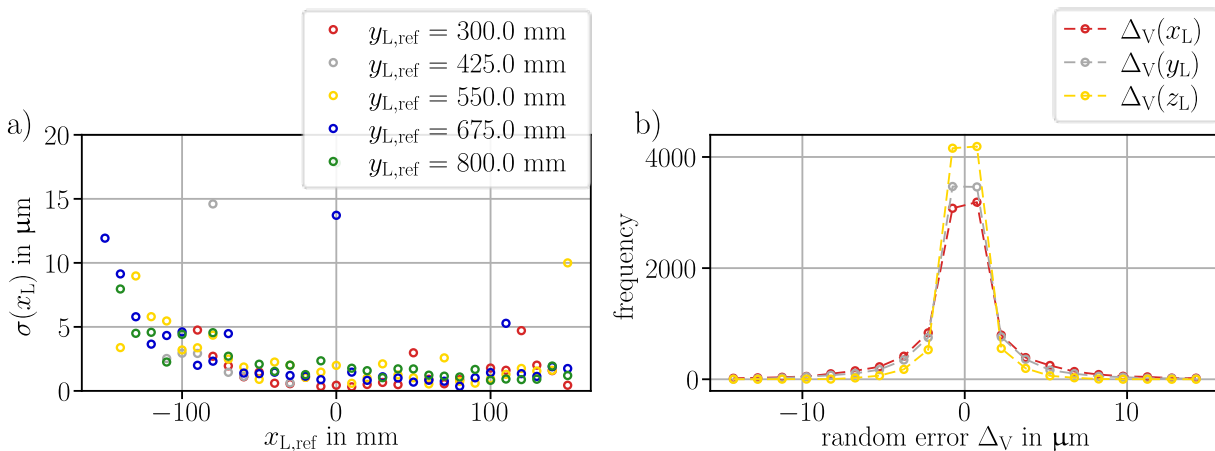 a)
y_L,ref = 300.0 mm
y_L,ref = 425.0 mm
y_L,ref = 550.0 mm
y_L,ref = 675.0 mm
y_L,ref = 800.0 mm
20
15
10
5
0
σ(x_L) in μm
−100
0
100
x_L,ref in mm
b)
Δ_V(x_L)
Δ_V(y_L)
Δ_V(z_L)
4000
2000
0
frequency
−10
0
10
random error Δ_V in μm